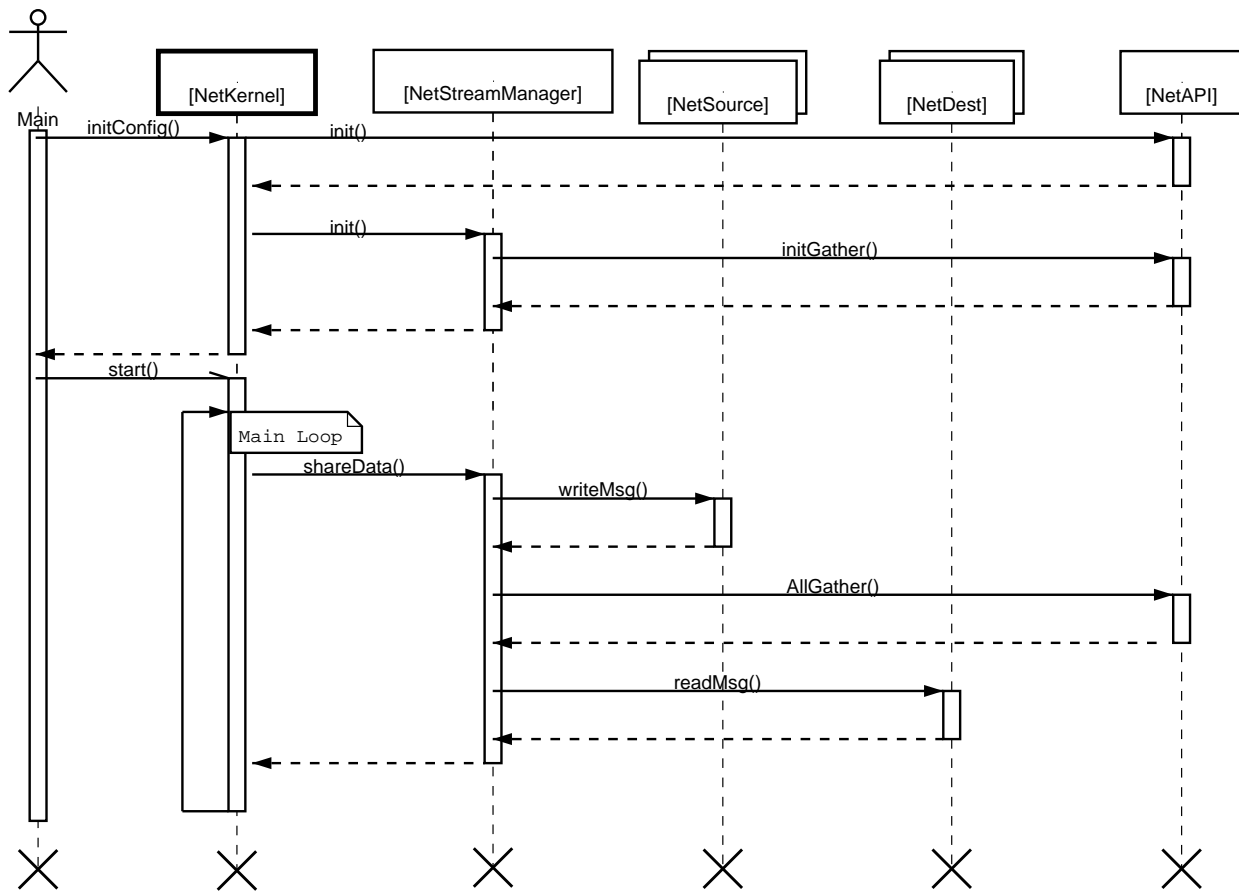 [NetKernel]
[NetStreamManager]
[NetSource]
[NetDest]
[NetAPI]
Main
initConfig()
init()
init()
initGather()
start()
Main Loop
shareData()
writeMsg()
AllGather()
readMsg()